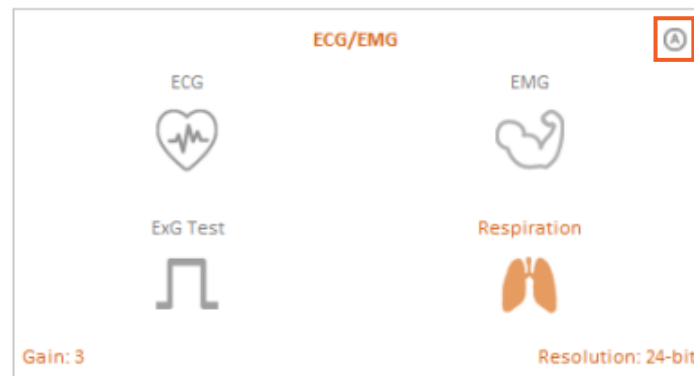 ECG/EMG
A
ECG EMG
ExG Test Respiration
Gain: 3 Resolution: 24-bit